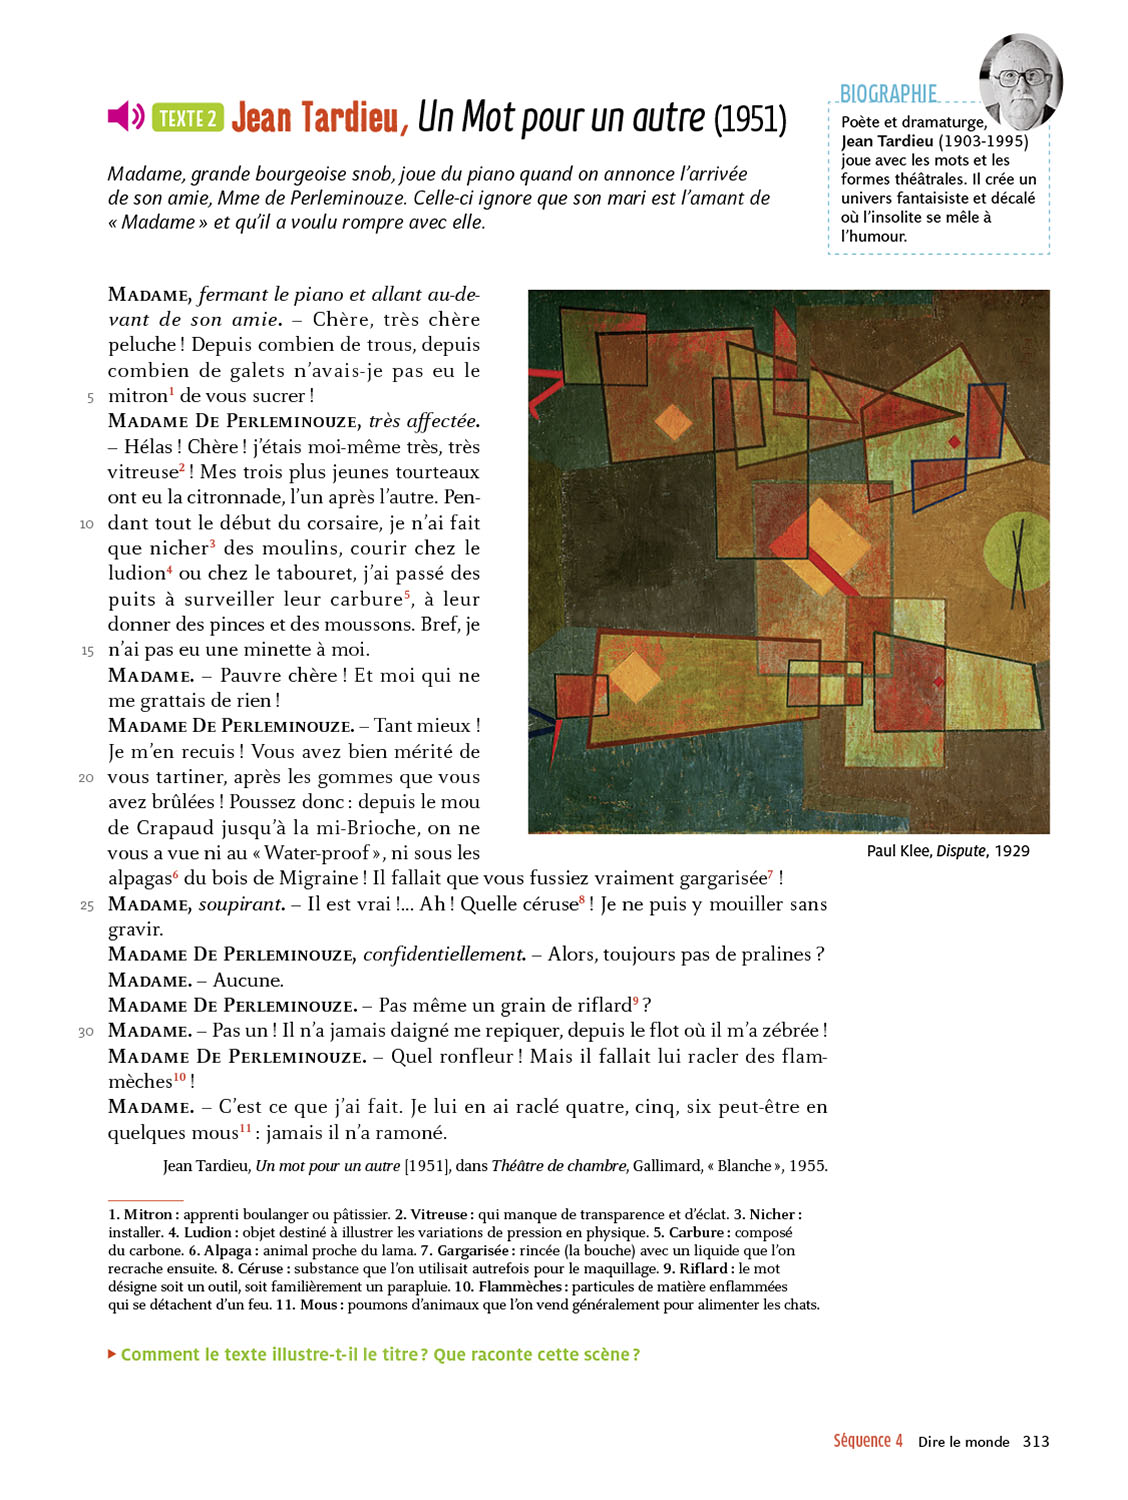 TEXTE 2 Jean Tardieu, Un Mot pour un autre (1951)
Madame, grande bourgeoise snob, joue du piano quand on annonce l’arrivée
de son amie, Mme de Perleminouze. Celle-ci ignore que son mari est l’amant de
« Madame » et qu’il a voulu rompre avec elle.
BIOGRAPHIE
Poète et dramaturge,
Jean Tardieu (1903-1995)
joue avec les mots et les
formes théâtrales. Il crée un
univers fantaisiste et décalé
où l’insolite se mêle à
l’humour.
MADAME, fermant le piano et allant au-de-
vant de son amie. – Chère, très chère
peluche ! Depuis combien de trous, depuis
combien de galets n’avais-je pas eu le
5 mitron1 de vous sucrer !
MADAME DE PERLEMINOUZE, très affectée.
– Hélas ! Chère ! j’étais moi-même très, très
vitreuse2 ! Mes trois plus jeunes tourteaux
ont eu la citronnade, l’un après l’autre. Pen-
10 dant tout le début du corsaire, je n’ai fait
que nicher3 des moulins, courir chez le
ludion4 ou chez le tabouret, j’ai passé des
puits à surveiller leur carbure5, à leur
donner des pinces et des moussons. Bref, je
15 n’ai pas eu une minette à moi.
MADAME. – Pauvre chère ! Et moi qui ne
me grattais de rien !
MADAME DE PERLEMINOUZE. – Tant mieux !
Je m’en recuis ! Vous avez bien mérité de
20 vous tartiner, après les gommes que vous
avez brûlées ! Poussez donc : depuis le mou
de Crapaud jusqu’à la mi-Brioche, on ne
vous a vue ni au « Water-proof », ni sous les
alpagas6 du bois de Migraine ! Il fallait que vous fussiez vraiment gargarisée7 !
25 MADAME, soupirant. – Il est vrai !... Ah ! Quelle céruse8 ! Je ne puis y mouiller sans
gravir.
MADAME DE PERLEMINOUZE, confidentiellement. – Alors, toujours pas de pralines ?
MADAME. – Aucune.
MADAME DE PERLEMINOUZE. – Pas même un grain de riflard9 ?
30 MADAME. – Pas un ! Il n’a jamais daigné me repiquer, depuis le flot où il m’a zébrée !
MADAME DE PERLEMINOUZE. – Quel ronfleur ! Mais il fallait lui racler des flam-
mèches10 !
MADAME. – C’est ce que j’ai fait. Je lui en ai raclé quatre, cinq, six peut-être en
quelques mous11 : jamais il n’a ramoné.
Jean Tardieu, Un mot pour un autre [1951], dans Théâtre de chambre, Gallimard, « Blanche », 1955.
Paul Klee, Dispute, 1929
1. Mitron : apprenti boulanger ou pâtissier. 2. Vitreuse : qui manque de transparence et d’éclat. 3. Nicher :
installer. 4. Ludion : objet destiné à illustrer les variations de pression en physique. 5. Carbure : composé
du carbone. 6. Alpaga : animal proche du lama. 7. Gargarisée : rincée (la bouche) avec un liquide que l’on
recrache ensuite. 8. Céruse : substance que l’on utilisait autrefois pour le maquillage. 9. Riflard : le mot
désigne soit un outil, soit familièrement un parapluie. 10. Flammèches : particules de matière enflammées
qui se détachent d’un feu. 11. Mous : poumons d’animaux que l’on vend généralement pour alimenter les chats.
Comment le texte illustre-t-il le titre ? Que raconte cette scène ?
Séquence 4 Dire le monde 313